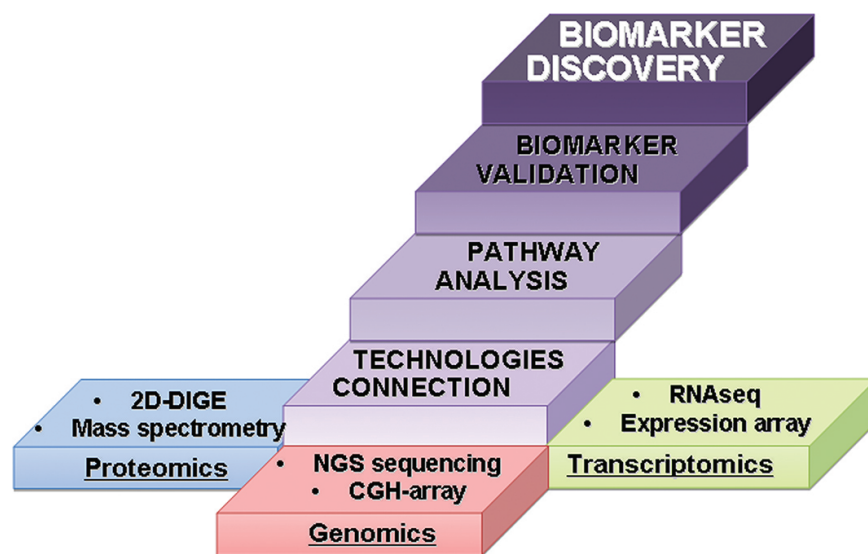 BIOMARKER
DISCOVERY
BIOMARKER
VALIDATION
PATHWAY
ANALYSIS
TECHNOLOGIES
CONNECTION
• 2D-DIGE
• Mass spectrometry
Proteomics
• NGS sequencing
• CGH-array
Genomics
• RNAseq
• Expression array
Transcriptomics